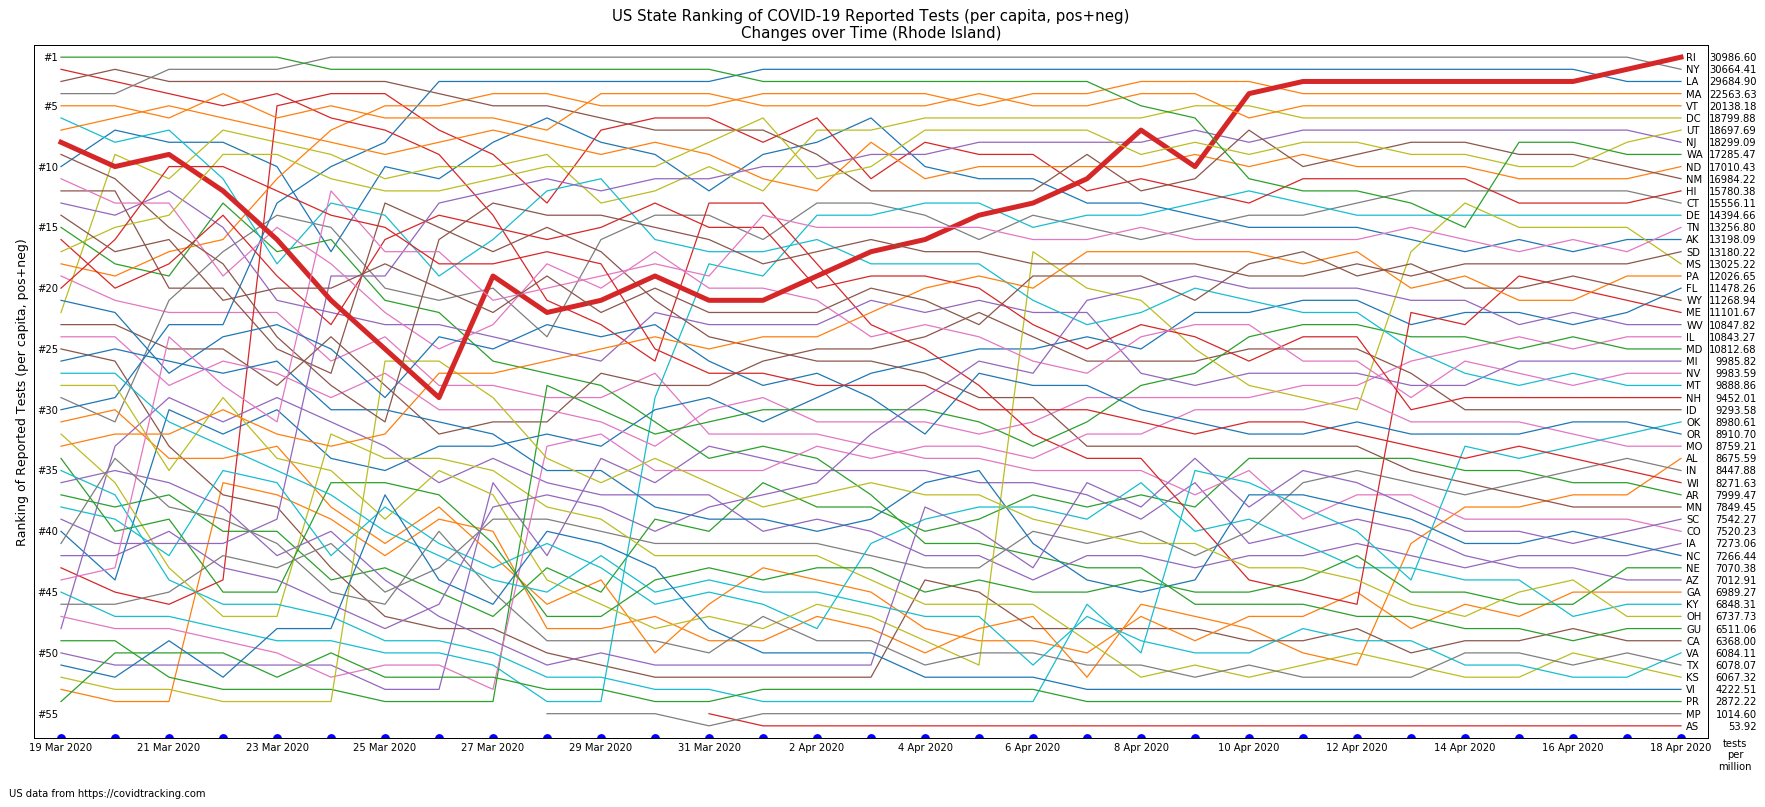 US State Ranking of COVID-19 Reported Tests (per capita, pos+neg)
Changes over Time (Rhode Island)
Ranking of Reported Tests (per capita, pos+neg)
#1
#5
#10
#15
#20
#25
#30
#35
#40
#45
#50
#55
RI 30986.60
NY 30664.41
LA 29684.90
MA 22563.63
VT 20138.18
DC 18799.88
UT 18697.69
NJ 18299.09
WA 17285.47
ND 17010.43
NM 16984.22
HI 15780.38
CT 15556.11
DE 14394.66
TN 13256.80
AK 13198.09
SD 13180.22
MS 13025.22
PA 12026.65
FL 11478.26
WY 11268.94
ME 11101.67
WV 10847.82
IL 10843.27
MD 10812.68
MI 9985.82
NV 9983.59
MT 9888.86
NH 9452.01
ID 9293.58
OK 8980.61
OR 8910.70
MO 8759.21
AL 8675.59
IN 8447.88
WI 8271.63
AR 7999.47
MN 7849.45
SC 7542.27
CO 7520.23
IA 7273.06
NC 7266.44
NE 7070.38
AZ 7012.91
GA 6989.27
KY 6848.31
OH 6737.73
GU 6511.06
CA 6368.00
VA 6084.11
TX 6078.07
KS 6067.32
VI 4222.51
PR 2872.22
MP 1014.60
AS 53.92
19 Mar 2020 21 Mar 2020 23 Mar 2020 25 Mar 2020 27 Mar 2020 29 Mar 2020 31 Mar 2020 2 Apr 2020 4 Apr 2020 6 Apr 2020 8 Apr 2020 10 Apr 2020 12 Apr 2020 14 Apr 2020 16 Apr 2020 18 Apr 2020
tests
per
million
US data from https://covidtracking.com